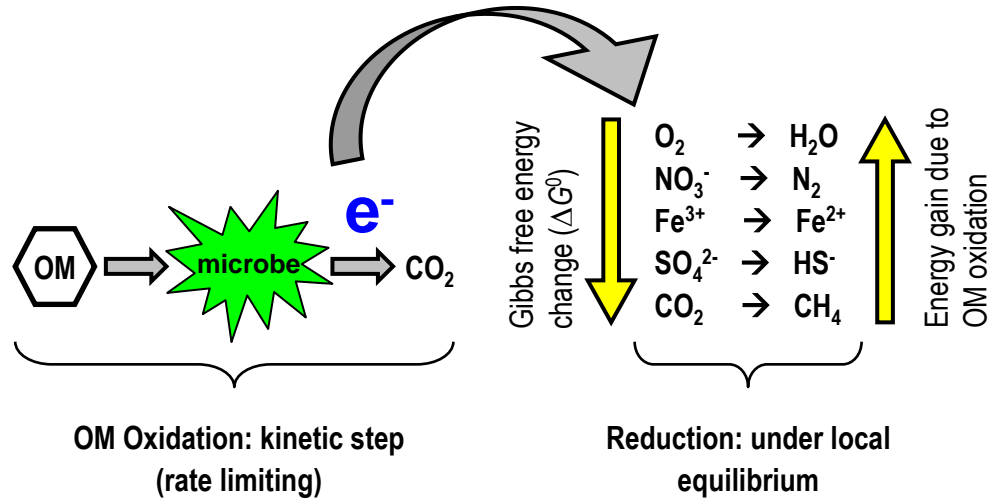 OM
microbe
e-
CO2
Gibbs free energy
change (ΔG0)
O2 → H2O
NO3- → N2
Fe3+ → Fe2+
SO42- → HS-
CO2 → CH4
Energy gain due to
OM oxidation
OM Oxidation: kinetic step
(rate limiting)
Reduction: under local
equilibrium